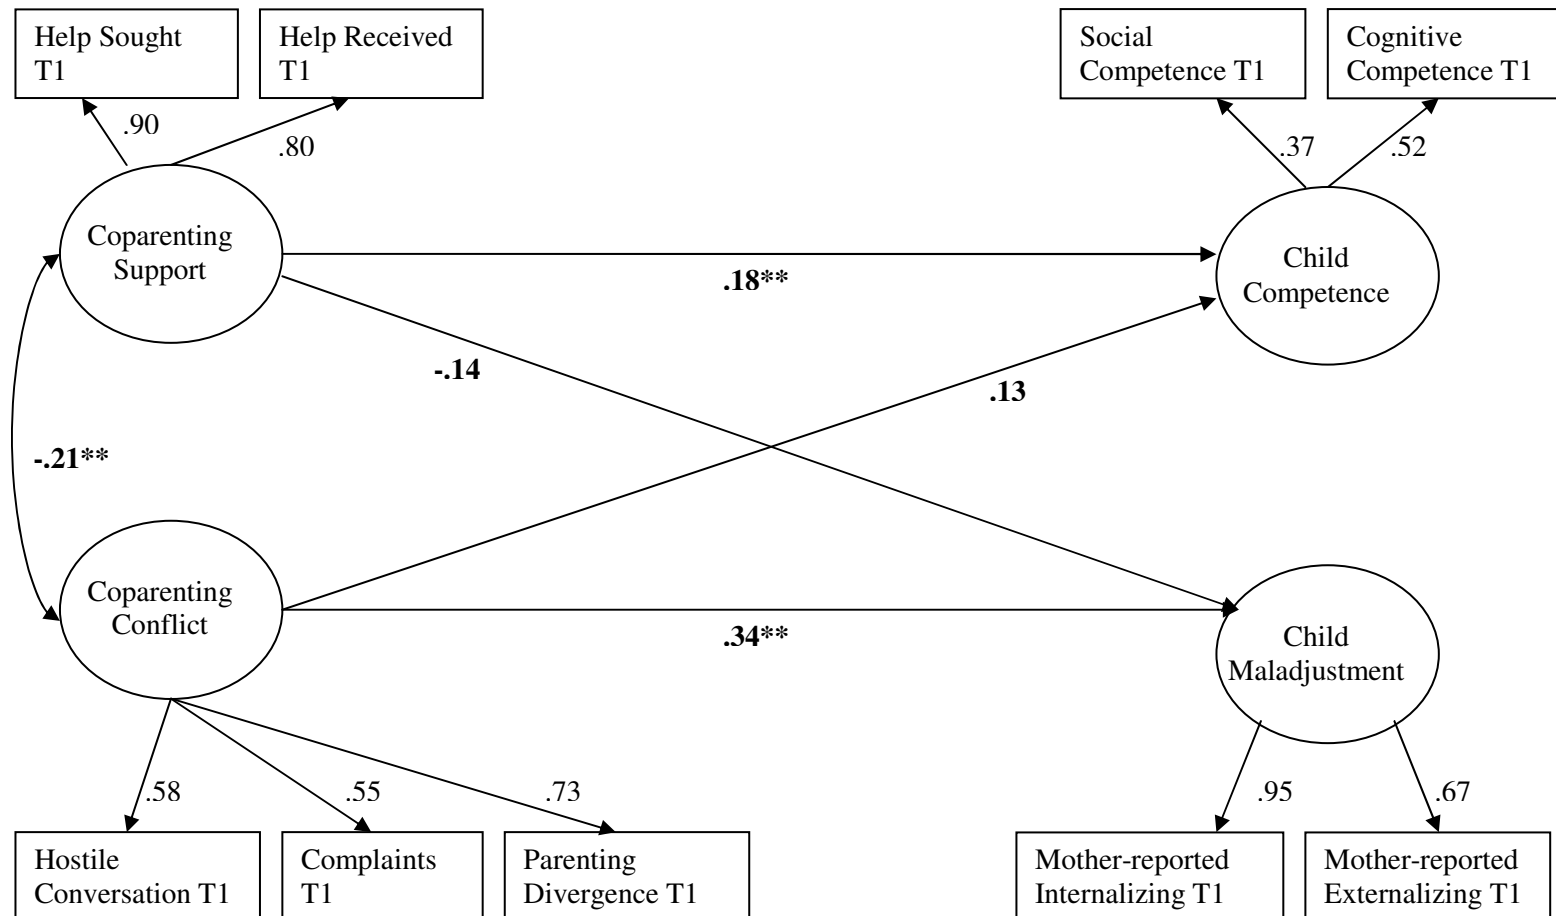 Help Sought
T1
Help Received
T1
Social
Competence T1
Cognitive
Competence T1
.90
.80
.37
.52
Coparenting
Support
Child
Competence
.18**
-.14
.13
-.21**
Coparenting
Conflict
Child
Maladjustment
.34**
.58
.55
.73
.95
.67
Hostile
Conversation T1
Complaints
T1
Parenting
Divergence T1
Mother-reported
Internalizing T1
Mother-reported
Externalizing T1